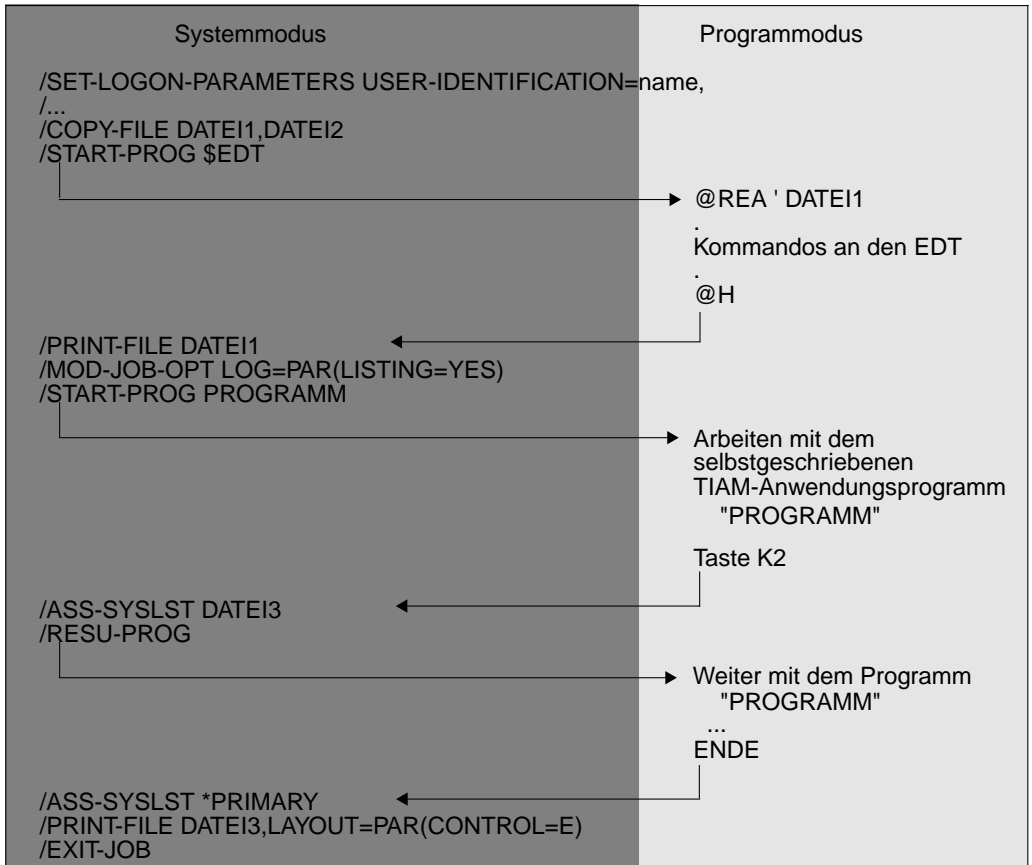 Systemmodus
Programmodus
/SET-LOGON-PARAMETERS USER-IDENTIFICATION=name,
/...
/COPY-FILE DATEI1,DATEI2
/START-PROG $EDT
@REA ' DATEI1
.
Kommandos an den EDT
.
@H
/PRINT-FILE DATEI1
/MOD-JOB-OPT LOG=PAR(LISTING=YES)
/START-PROG PROGRAMM
Arbeiten mit dem
selbstgeschriebenen
TIAM-Anwendungsprogramm
"PROGRAMM"
Taste K2
/ASS-SYSLST DATEI3
/RESU-PROG
Weiter mit dem Programm
"PROGRAMM"
...
ENDE
/ASS-SYSLST *PRIMARY
/PRINT-FILE DATEI3,LAYOUT=PAR(CONTROL=E)
/EXIT-JOB